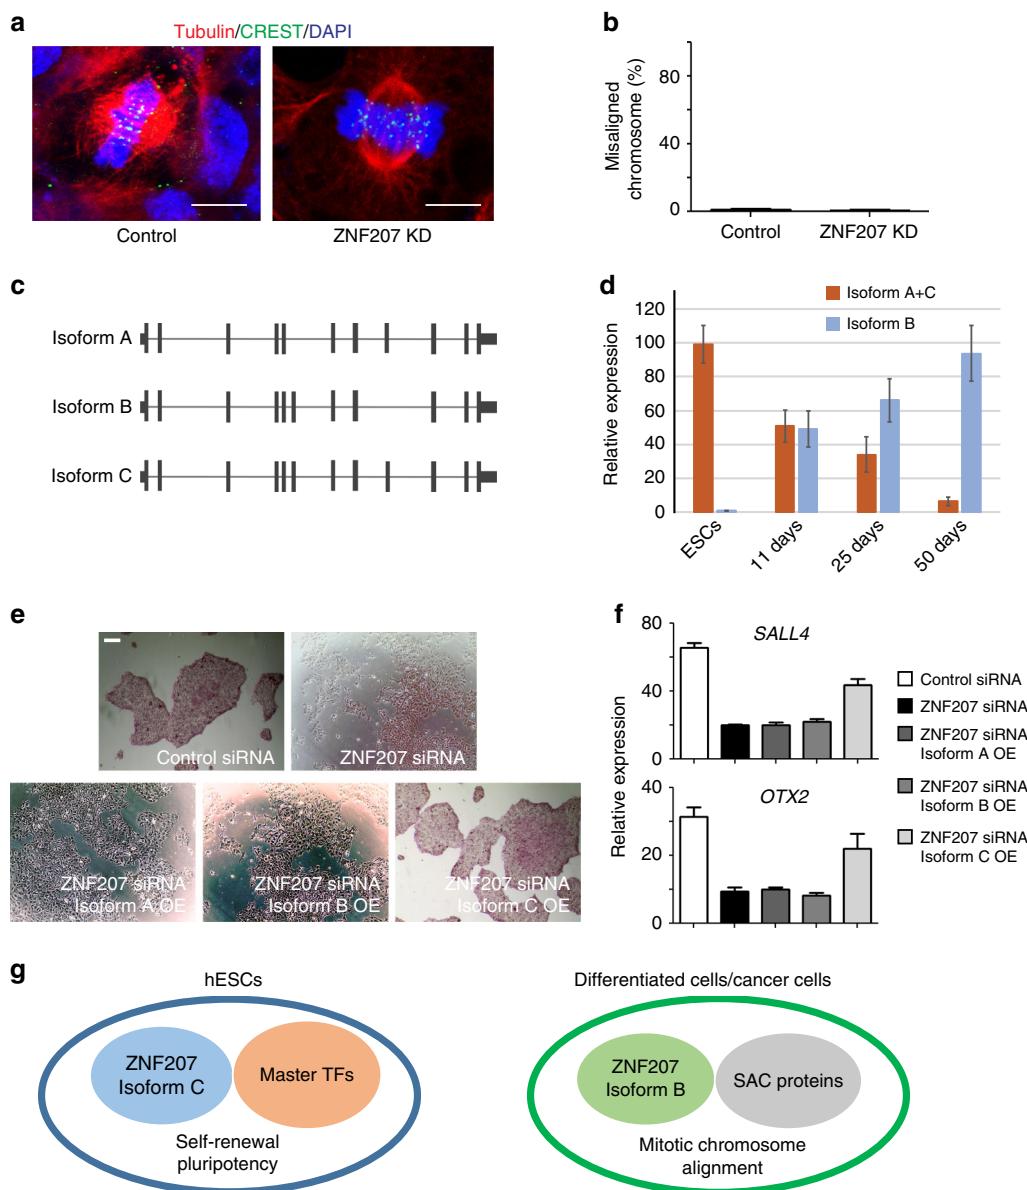 a
Tubulin/CREST/DAPI
Control
ZNF207 KD
b
Misaligned
chromosome (%)
80
40
0
Control
ZNF207 KD
c
Isoform A
Isoform B
Isoform C
d
Isoform A+C
Isoform B
Relative expression
120
100
80
60
40
20
0
ESCs
11 days
25 days
50 days
e
Control siRNA
ZNF207 siRNA
ZNF207 siRNA
Isoform A OE
ZNF207 siRNA
Isoform B OE
ZNF207 siRNA
Isoform C OE
f
Relative expression
80
40
0
SALL4
40
20
0
OTX2
Control siRNA
ZNF207 siRNA
ZNF207 siRNA
Isoform A OE
ZNF207 siRNA
Isoform B OE
ZNF207 siRNA
Isoform C OE
g
hESCs
ZNF207
Isoform C
Master TFs
Self-renewal
pluripotency
Differentiated cells/cancer cells
ZNF207
Isoform B
SAC proteins
Mitotic chromosome
alignment